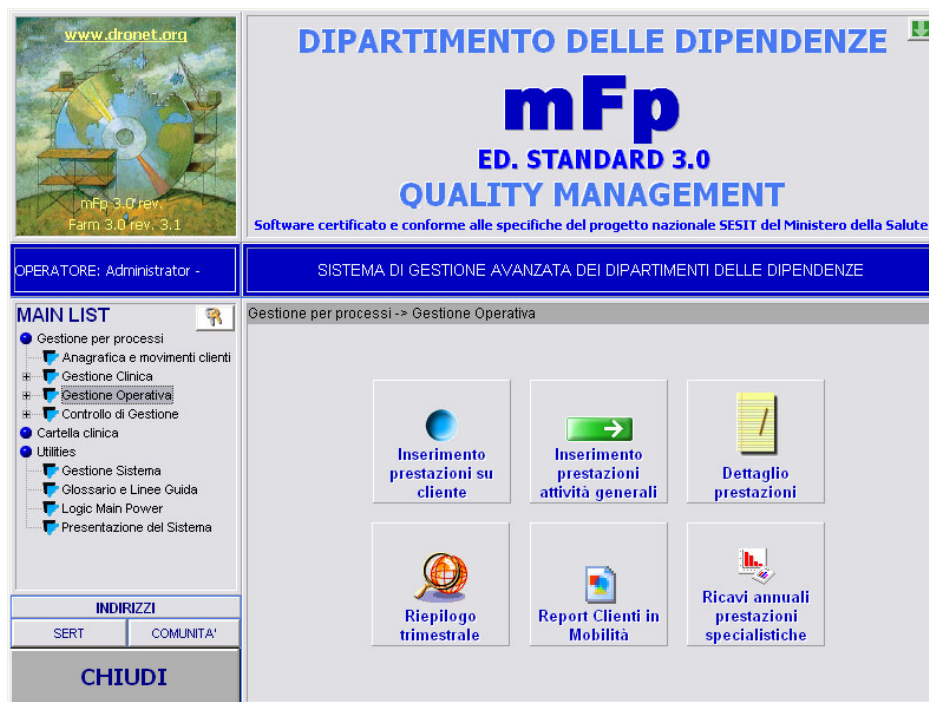 www.dronet.org
mFp 3.0 rev.
Farm 3.0 rev. 3.1
DIPARTIMENTO DELLE DIPENDENZE
mFp
ED. STANDARD 3.0
QUALITY MANAGEMENT
Software certificato e conforme alle specifiche del progetto nazionale SESIT del Ministero della Salute
OPERATORE: Administrator -
SISTEMA DI GESTIONE AVANZATA DEI DIPARTIMENTI DELLE DIPENDENZE
MAIN LIST
Gestione per processi
Anagrafica e movimenti clienti
Gestione Clinica
Gestione Operativa
Controllo di Gestione
Cartella clinica
Utilities
Gestione Sistema
Glossario e Linee Guida
Logic Main Power
Presentazione del Sistema
INDIRIZZI
SERT
COMUNITA'
CHIUDI
Gestione per processi -> Gestione Operativa
Inserimento
prestazioni su
cliente
Inserimento
prestazioni
attività generali
Dettaglio
prestazioni
Riepilogo
trimestrale
Report Clienti in
Mobilità
Ricavi annuali
prestazioni
specialistiche